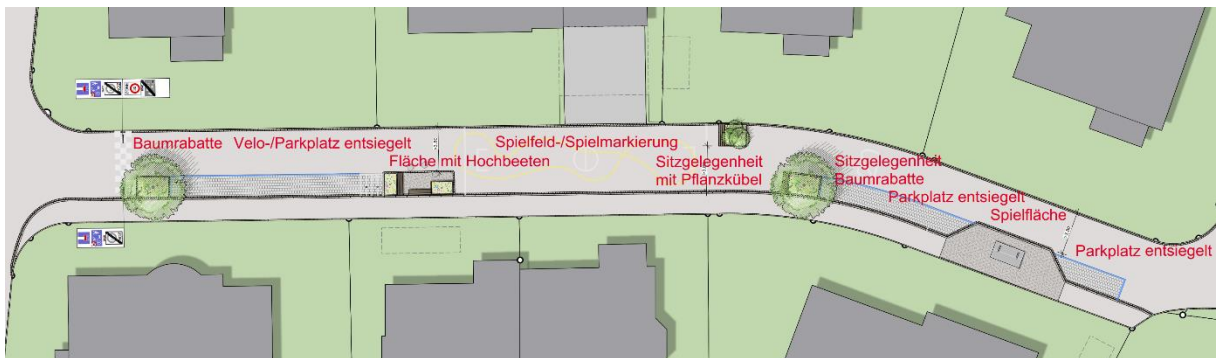 Baumrabatte
Velo-/Parkplatz entsiegelt
Spielfeld-/Spielmarkierung
Fläche mit Hochbeeten
Sitzgelegenheit
mit Pflanzkübel
Sitzgelegenheit
Baumrabatte
Parkplatz entsiegelt
Spielfläche
Parkplatz entsiegelt